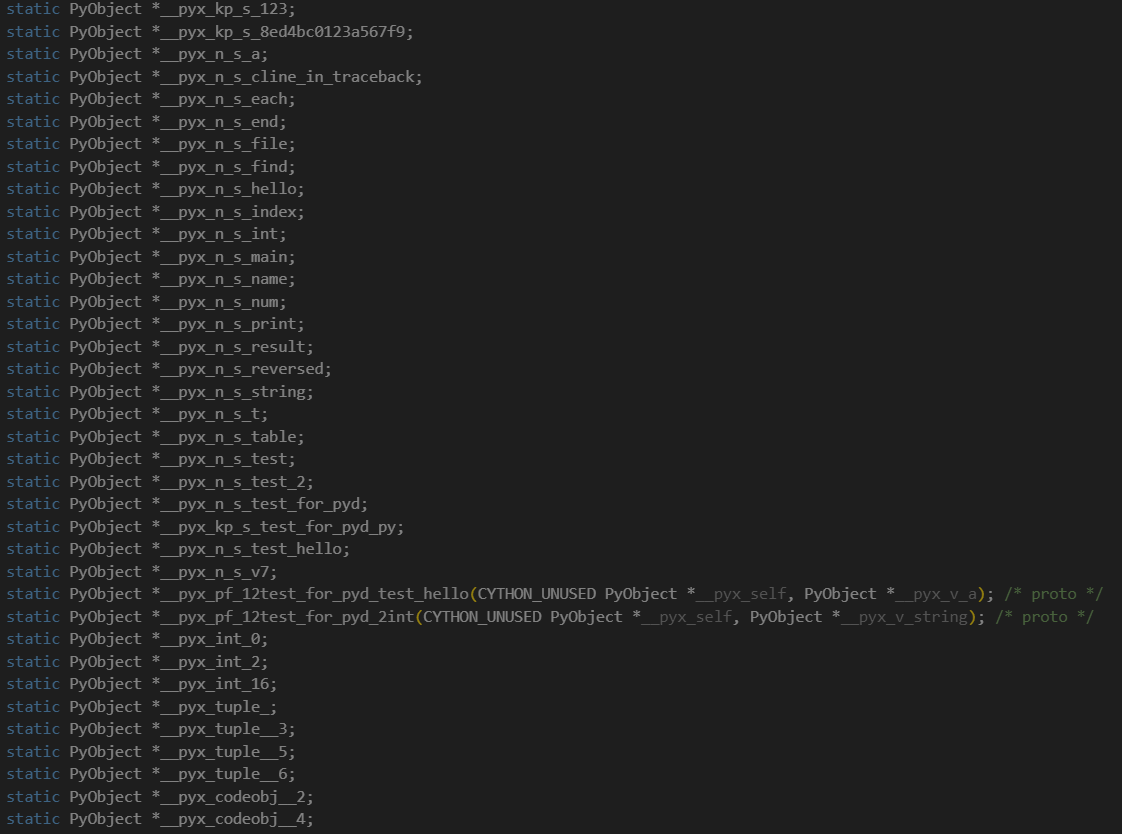 static PyObject *__pyx_kp_s_123;
static PyObject *__pyx_kp_s_8ed4bc0123a567f9;
static PyObject *__pyx_n_s_a;
static PyObject *__pyx_n_s_cline_in_traceback;
static PyObject *__pyx_n_s_each;
static PyObject *__pyx_n_s_end;
static PyObject *__pyx_n_s_file;
static PyObject *__pyx_n_s_find;
static PyObject *__pyx_n_s_hello;
static PyObject *__pyx_n_s_index;
static PyObject *__pyx_n_s_int;
static PyObject *__pyx_n_s_main;
static PyObject *__pyx_n_s_name;
static PyObject *__pyx_n_s_num;
static PyObject *__pyx_n_s_print;
static PyObject *__pyx_n_s_result;
static PyObject *__pyx_n_s_reversed;
static PyObject *__pyx_n_s_string;
static PyObject *__pyx_n_s_t;
static PyObject *__pyx_n_s_table;
static PyObject *__pyx_n_s_test;
static PyObject *__pyx_n_s_test_2;
static PyObject *__pyx_n_s_test_for_pyd;
static PyObject *__pyx_kp_s_test_for_pyd_py;
static PyObject *__pyx_n_s_test_hello;
static PyObject *__pyx_n_s_v7;
static PyObject *__pyx_pf_12test_for_pyd_test_hello(CYTHON_UNUSED PyObject *__pyx_self, PyObject *__pyx_v_a); /* proto */
static PyObject *__pyx_pf_12test_for_pyd_2int(CYTHON_UNUSED PyObject *__pyx_self, PyObject *__pyx_v_string); /* proto */
static PyObject *__pyx_int_0;
static PyObject *__pyx_int_2;
static PyObject *__pyx_int_16;
static PyObject *__pyx_tuple_;
static PyObject *__pyx_tuple__3;
static PyObject *__pyx_tuple__5;
static PyObject *__pyx_tuple__6;
static PyObject *__pyx_codeobj__2;
static PyObject *__pyx_codeobj__4;